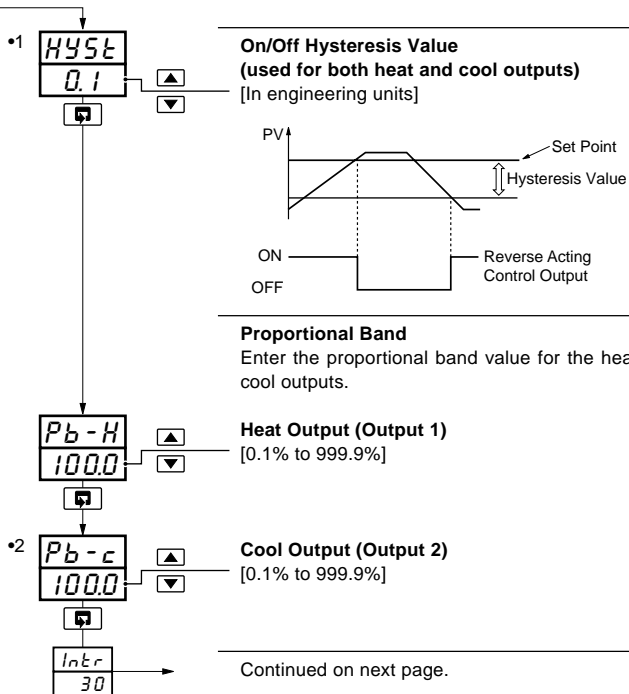 •1
HYSt
0.1
On/Off Hysteresis Value
(used for both heat and cool outputs)
[In engineering units]
PV
Set Point
Hysteresis Value
ON
OFF
Reverse Acting
Control Output
Proportional Band
Enter the proportional band value for the hea
cool outputs.
Pb-H
100.0
Heat Output (Output 1)
[0.1% to 999.9%]
•2
Pb-c
100.0
Cool Output (Output 2)
[0.1% to 999.9%]
Intr
30
Continued on next page.